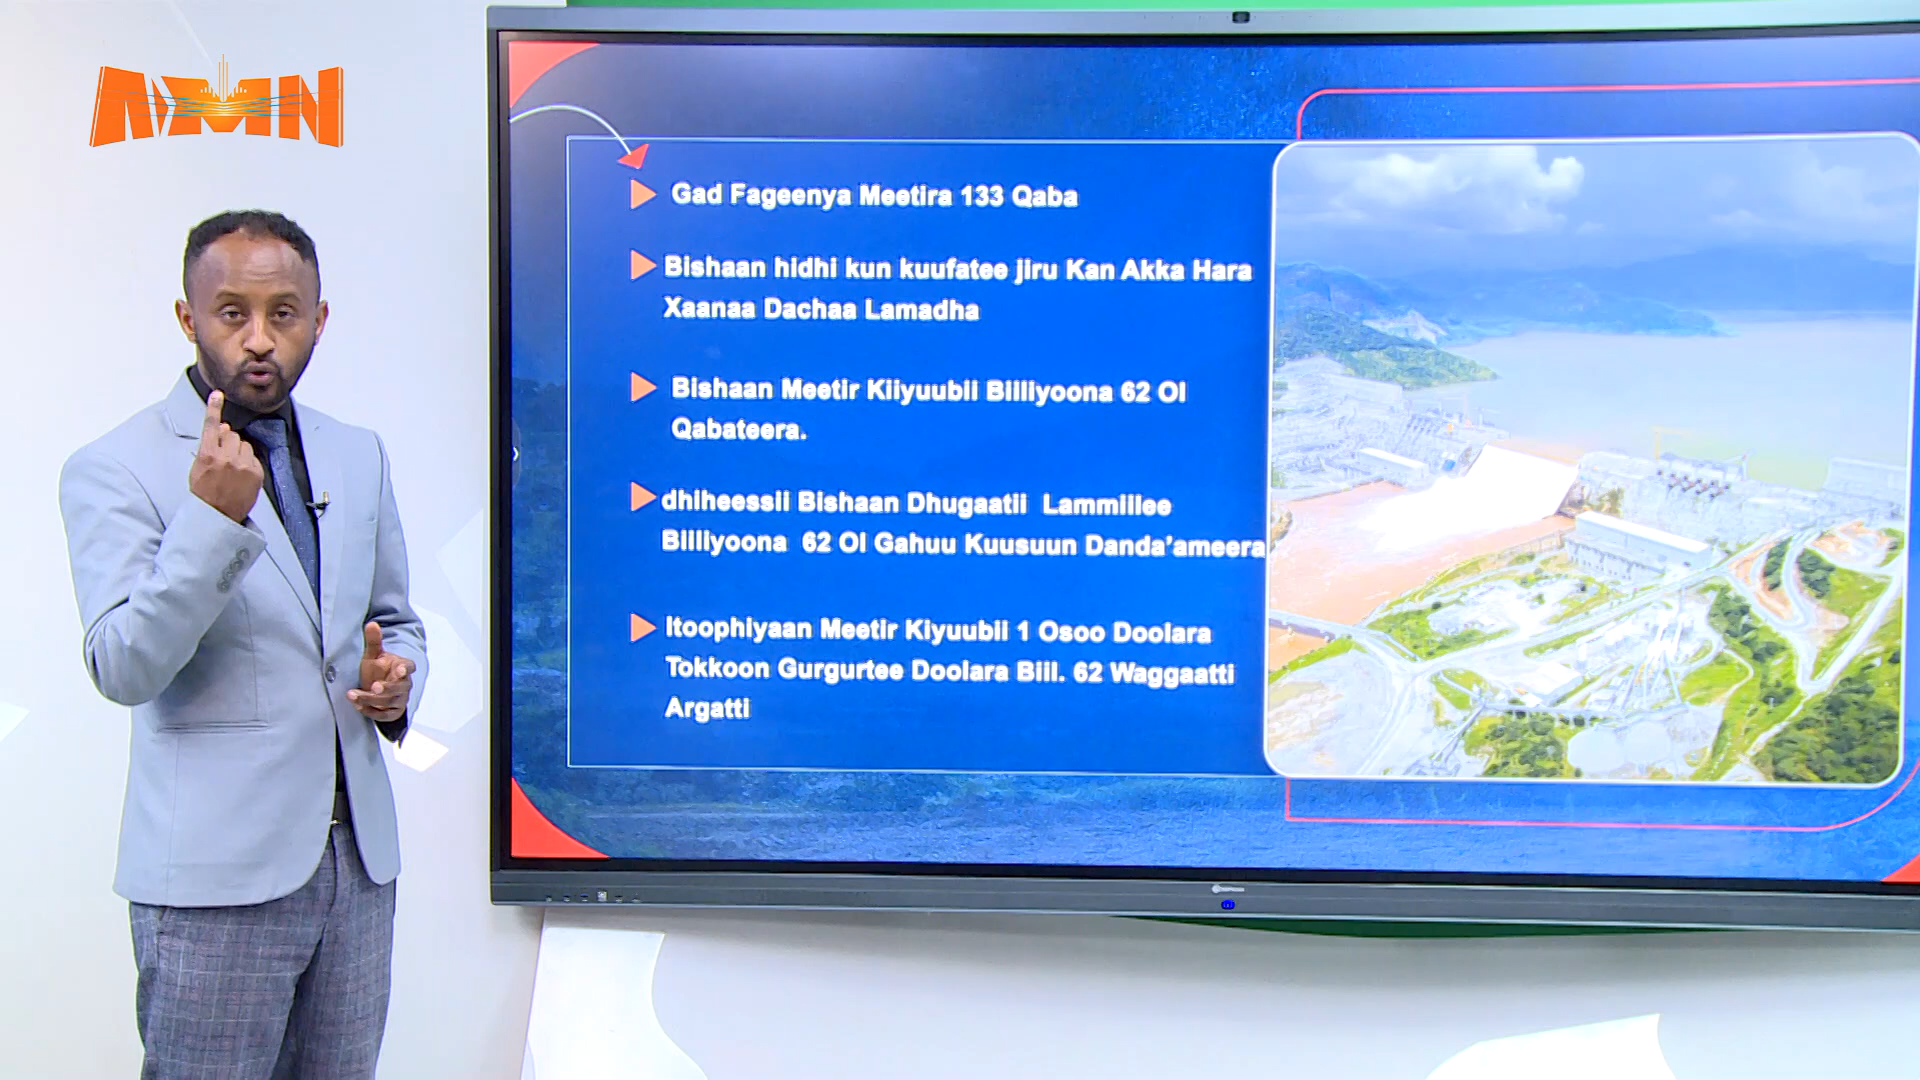 AMN
Gad Fageenya Meetira 133 Qaba
Bishaan hidhi kun kuufatee jiru Kan Akka Hara
Xaanaa Dachaa Lamadha
Bishaan Meetir Kiiyuubii Biiliyoona 62 Ol
Qabateera.
dhiheessii Bishaan Dhugaatii Lammiilee
Biiliyoona 62 Ol Gahuu Kuusuun Danda'ameera
Itoophiyaan Meetir Kiyuubii 1 Osoo Doolara
Tokkoon Gurgurtee Doolara Biil. 62 Waggaatti
Argatti